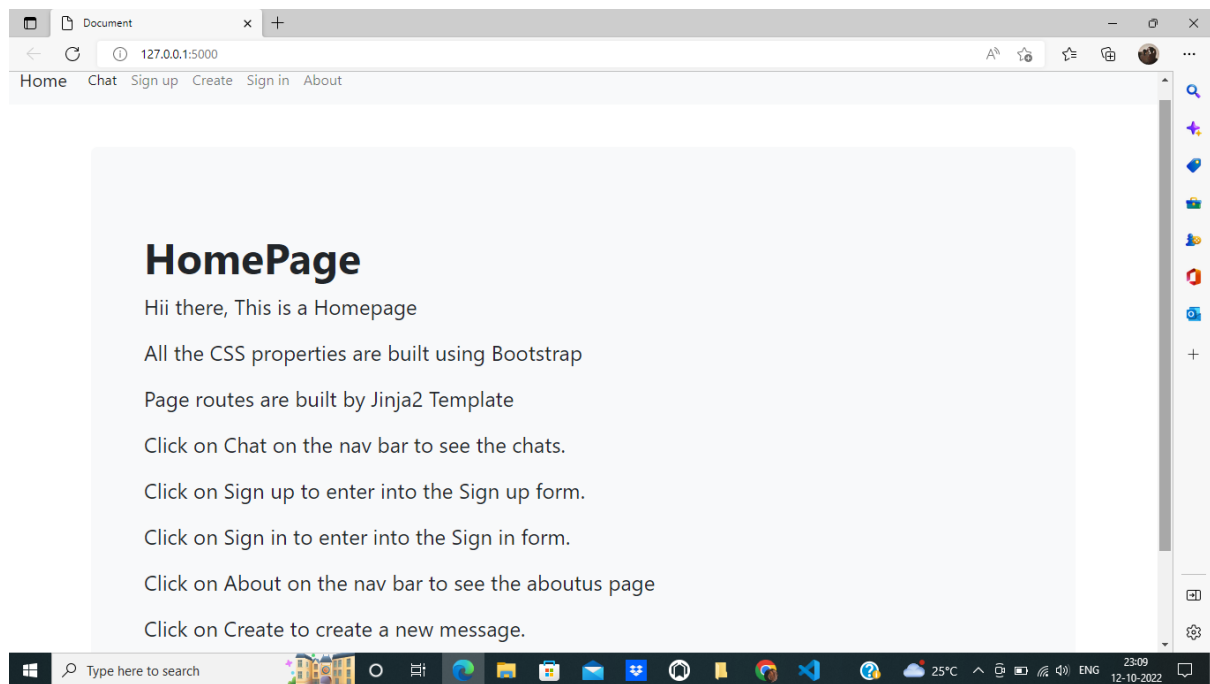 Document
127.0.0.1:5000
Home Chat Sign up Create Sign in About
HomePage
Hii there, This is a Homepage
All the CSS properties are built using Bootstrap
Page routes are built by Jinja2 Template
Click on Chat on the nav bar to see the chats.
Click on Sign up to enter into the Sign up form.
Click on Sign in to enter into the Sign in form.
Click on About on the nav bar to see the aboutus page
Click on Create to create a new message.
Type here to search
25°C
ENG
23:09
12-10-2022